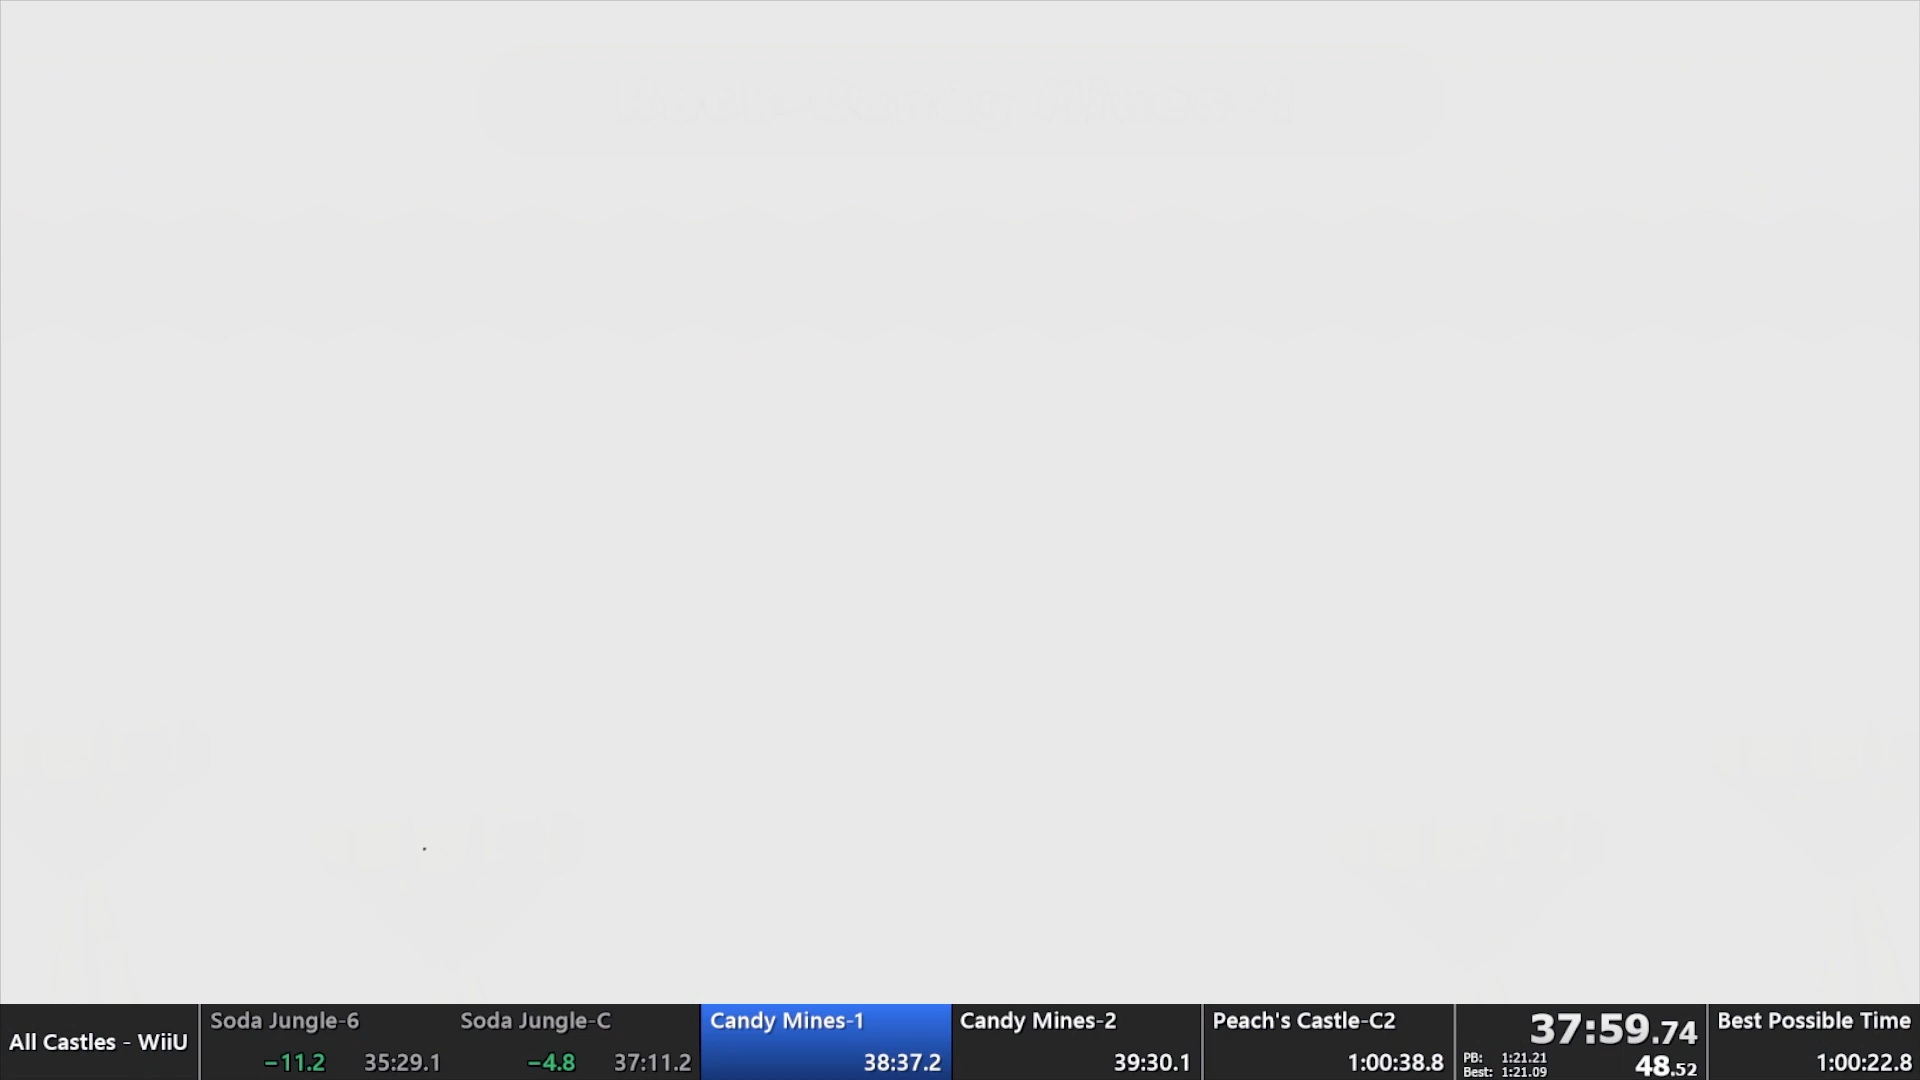 All Castles - WiiU
Soda Jungle-6
−11.2 35:29.1
Soda Jungle-C
−4.8 37:11.2
Candy Mines-1
38:37.2
Candy Mines-2
39:30.1
Peach's Castle-C2
1:00:38.8
37:59.74
PB: 1:21.21
Best: 1:21.09
48.52
Best Possible Time
1:00:22.8